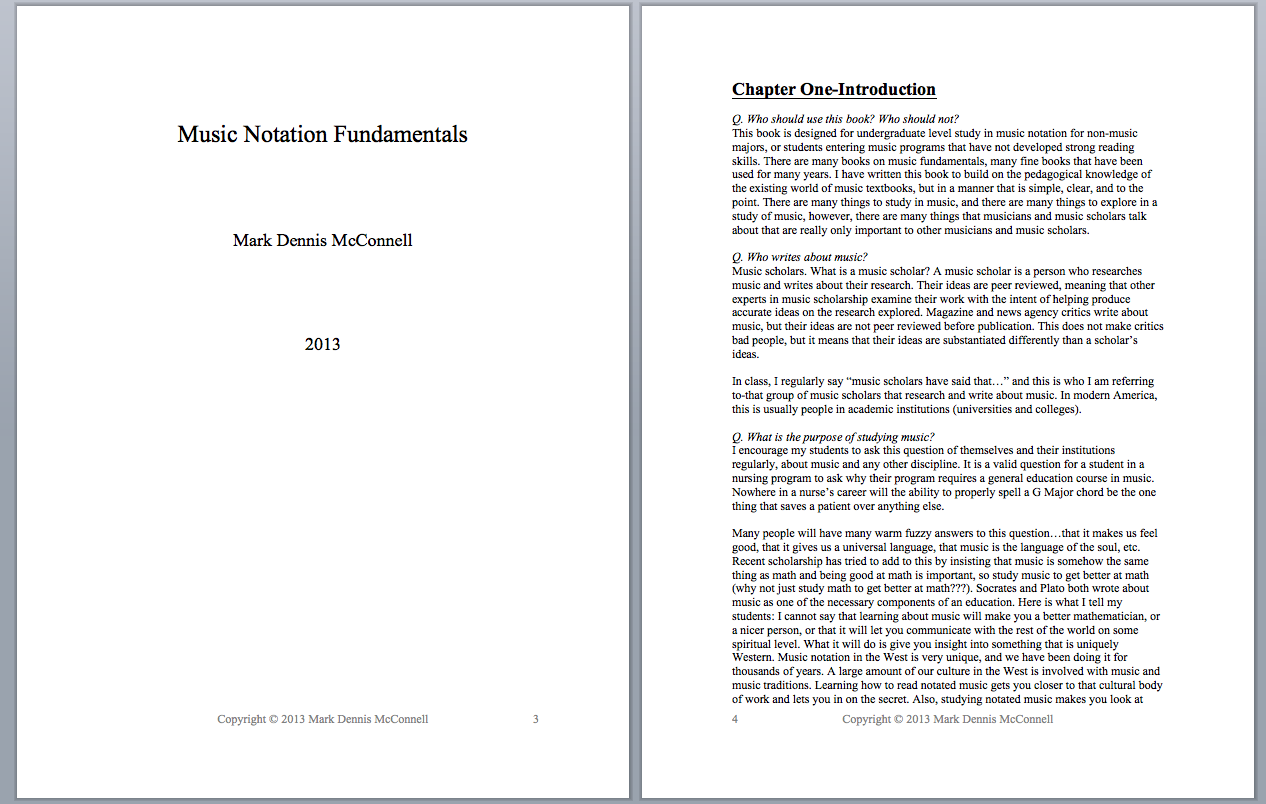 Music Notation Fundamentals
Mark Dennis McConnell
2013
Copyright © 2013 Mark Dennis McConnell
3
Chapter One-Introduction
Q. Who should use this book? Who should not?
This book is designed for undergraduate level study in music notation for non-music
majors, or students entering music programs that have not developed strong reading
skills. There are many books on music fundamentals, many fine books that have been
used for many years. I have written this book to build on the pedagogical knowledge of
the existing world of music textbooks, but in a manner that is simple, clear, and to the
point. There are many things to study in music, and there are many things to explore in a
study of music, however, there are many things that musicians and music scholars talk
about that are really only important to other musicians and music scholars.
Q. Who writes about music?
Music scholars. What is a music scholar? A music scholar is a person who researches
music and writes about their research. Their ideas are peer reviewed, meaning that other
experts in music scholarship examine their work with the intent of helping produce
accurate ideas on the research explored. Magazine and news agency critics write about
music, but their ideas are not peer reviewed before publication. This does not make critics
bad people, but it means that their ideas are substantiated differently than a scholar’s
ideas.
In class, I regularly say “music scholars have said that…” and this is who I am referring
to-that group of music scholars that research and write about music. In modern America,
this is usually people in academic institutions (universities and colleges).
Q. What is the purpose of studying music?
I encourage my students to ask this question of themselves and their institutions
regularly, about music and any other discipline. It is a valid question for a student in a
nursing program to ask why their program requires a general education course in music.
Nowhere in a nurse’s career will the ability to properly spell a G Major chord be the one
thing that saves a patient over anything else.
Many people will have many warm fuzzy answers to this question…that it makes us feel
good, that it gives us a universal language, that music is the language of the soul, etc.
Recent scholarship has tried to add to this by insisting that music is somehow the same
thing as math and being good at math is important, so study music to get better at math
(why not just study math to get better at math???). Socrates and Plato both wrote about
music as one of the necessary components of an education. Here is what I tell my
students: I cannot say that learning about music will make you a better mathematician, or
a nicer person, or that it will let you communicate with the rest of the world on some
spiritual level. What it will do is give you insight into something that is uniquely
Western. Music notation in the West is very unique, and we have been doing it for
thousands of years. A large amount of our culture in the West is involved with music and
music traditions. Learning how to read notated music gets you closer to that cultural body
of work and lets you in on the secret. Also, studying notated music makes you look at
4
Copyright © 2013 Mark Dennis McConnell